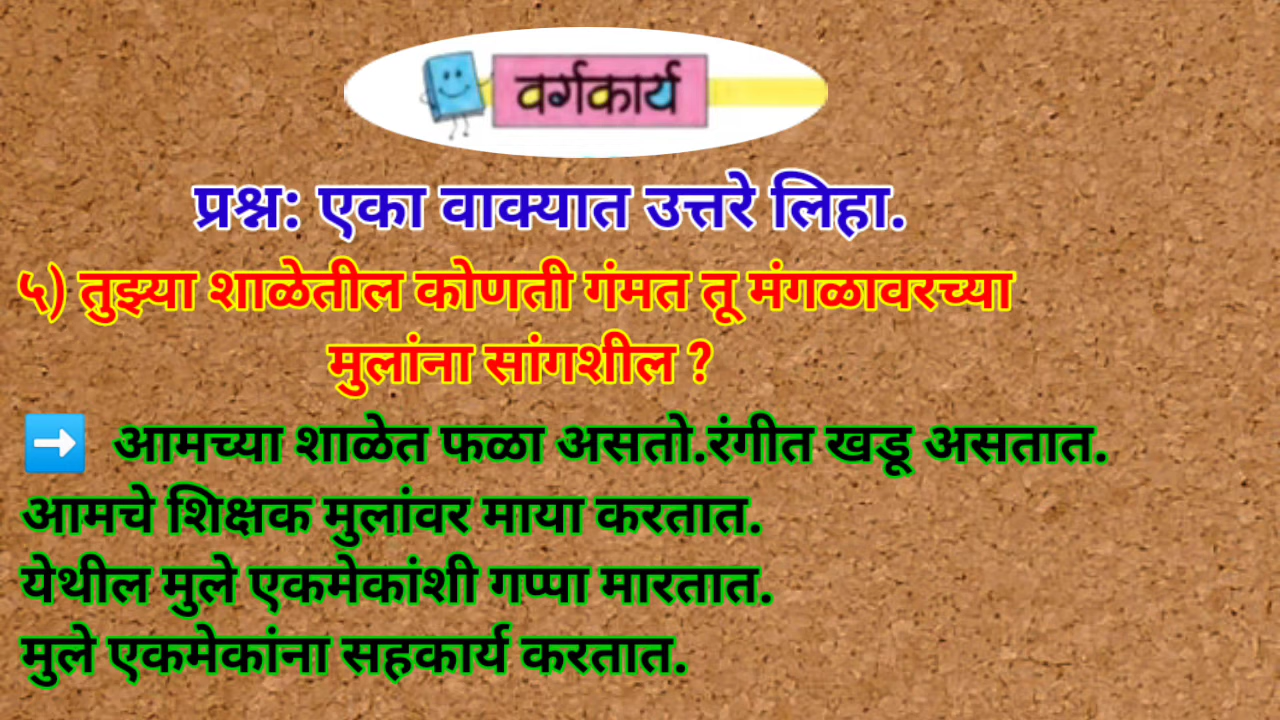 वर्गकार्य
प्रश्न: एका वाक्यात उत्तरे लिहा.
५) तुझ्या शाळेतील कोणती गंमत तू मंगळावरच्या
मुलांना सांगशील ?
➡ आमच्या शाळेत फळा असतो.रंगीत खडू असतात.
आमचे शिक्षक मुलांवर माया करतात.
येथील मुले एकमेकांशी गप्पा मारतात.
मुले एकमेकांना सहकार्य करतात.